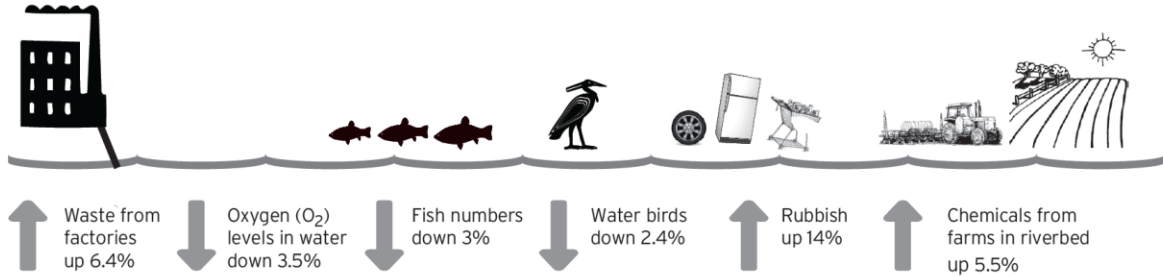 Waste from
factories
up 6.4%
Oxygen (O₂)
levels in water
down 3.5%
Fish numbers
down 3%
Water birds
down 2.4%
Rubbish
up 14%
Chemicals from
farms in riverbed
up 5.5%